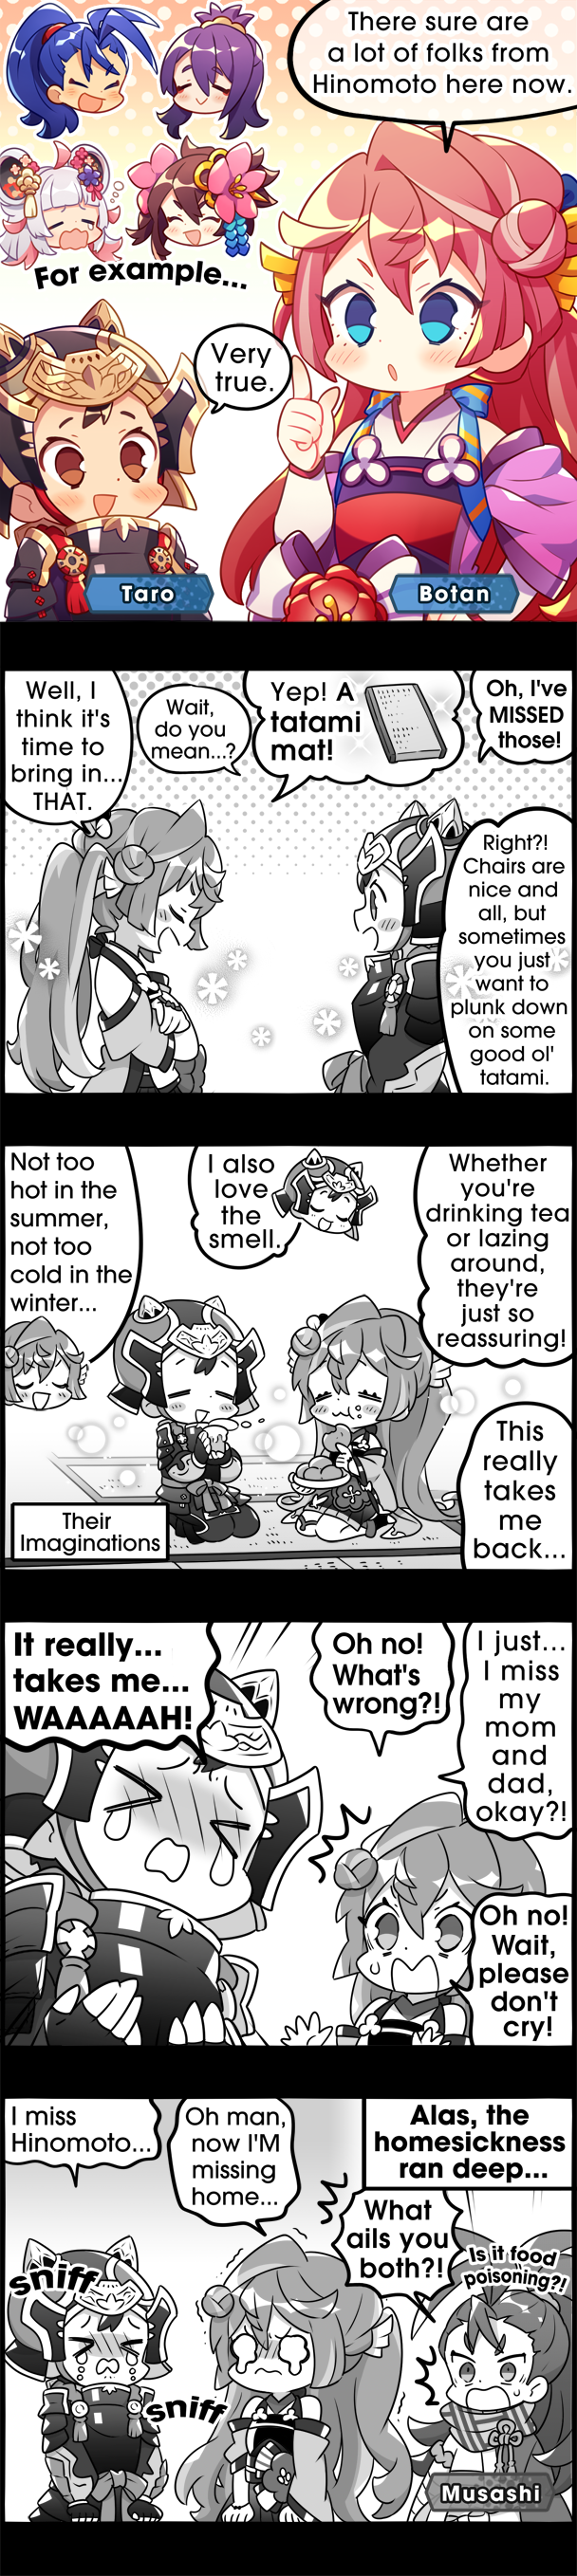 There sure are
a lot of folks from
Hinomoto here now.
For example...
Very
true.
Taro
Botan
Well, I
think it's
time to
bring in...
THAT.
Wait,
do you
mean...?
Yep! A
tatami
mat!
Oh, I've
MISSED
those!
Right?!
Chairs are
nice and
all, but
sometimes
you just
want to
plunk down
on some
good ol'
tatami.
Not too
hot in the
summer,
not too
cold in the
winter...
I also
love
the
smell.
Whether
you're
drinking tea
or lazing
around,
they're
just so
reassuring!
This
really
takes
me
back...
Their
Imaginations
It really...
takes me...
WAAAAAH!
Oh no!
What's
wrong?!
I just...
I miss
my
mom
and
dad,
okay?!
Oh no!
Wait,
please
don't
cry!
I miss
Hinomoto...
Oh man,
now I'M
missing
home...
Alas, the
homesickness
ran deep...
What
ails you
both?!
Is it food
poisoning?!
sniff
sniff
Musashi